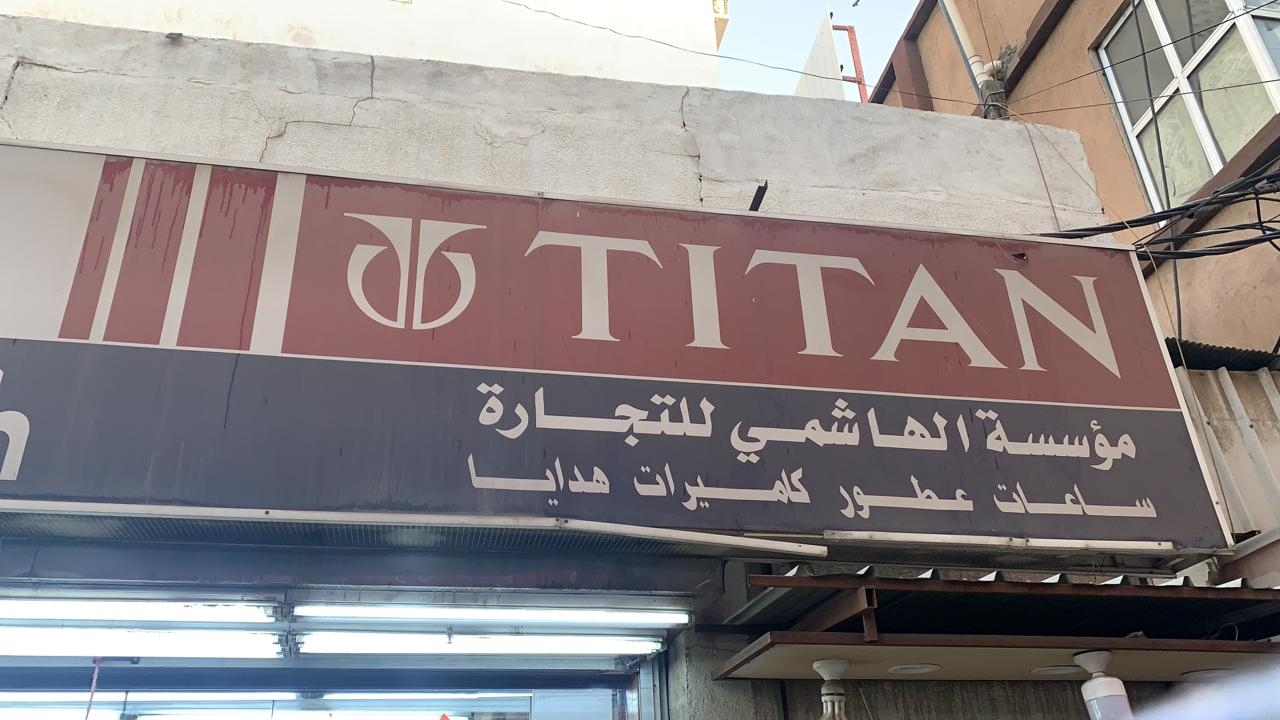 TITAN
مؤسسة الهاشمي للتجارة
ساعات عطور كاميرات هدايا